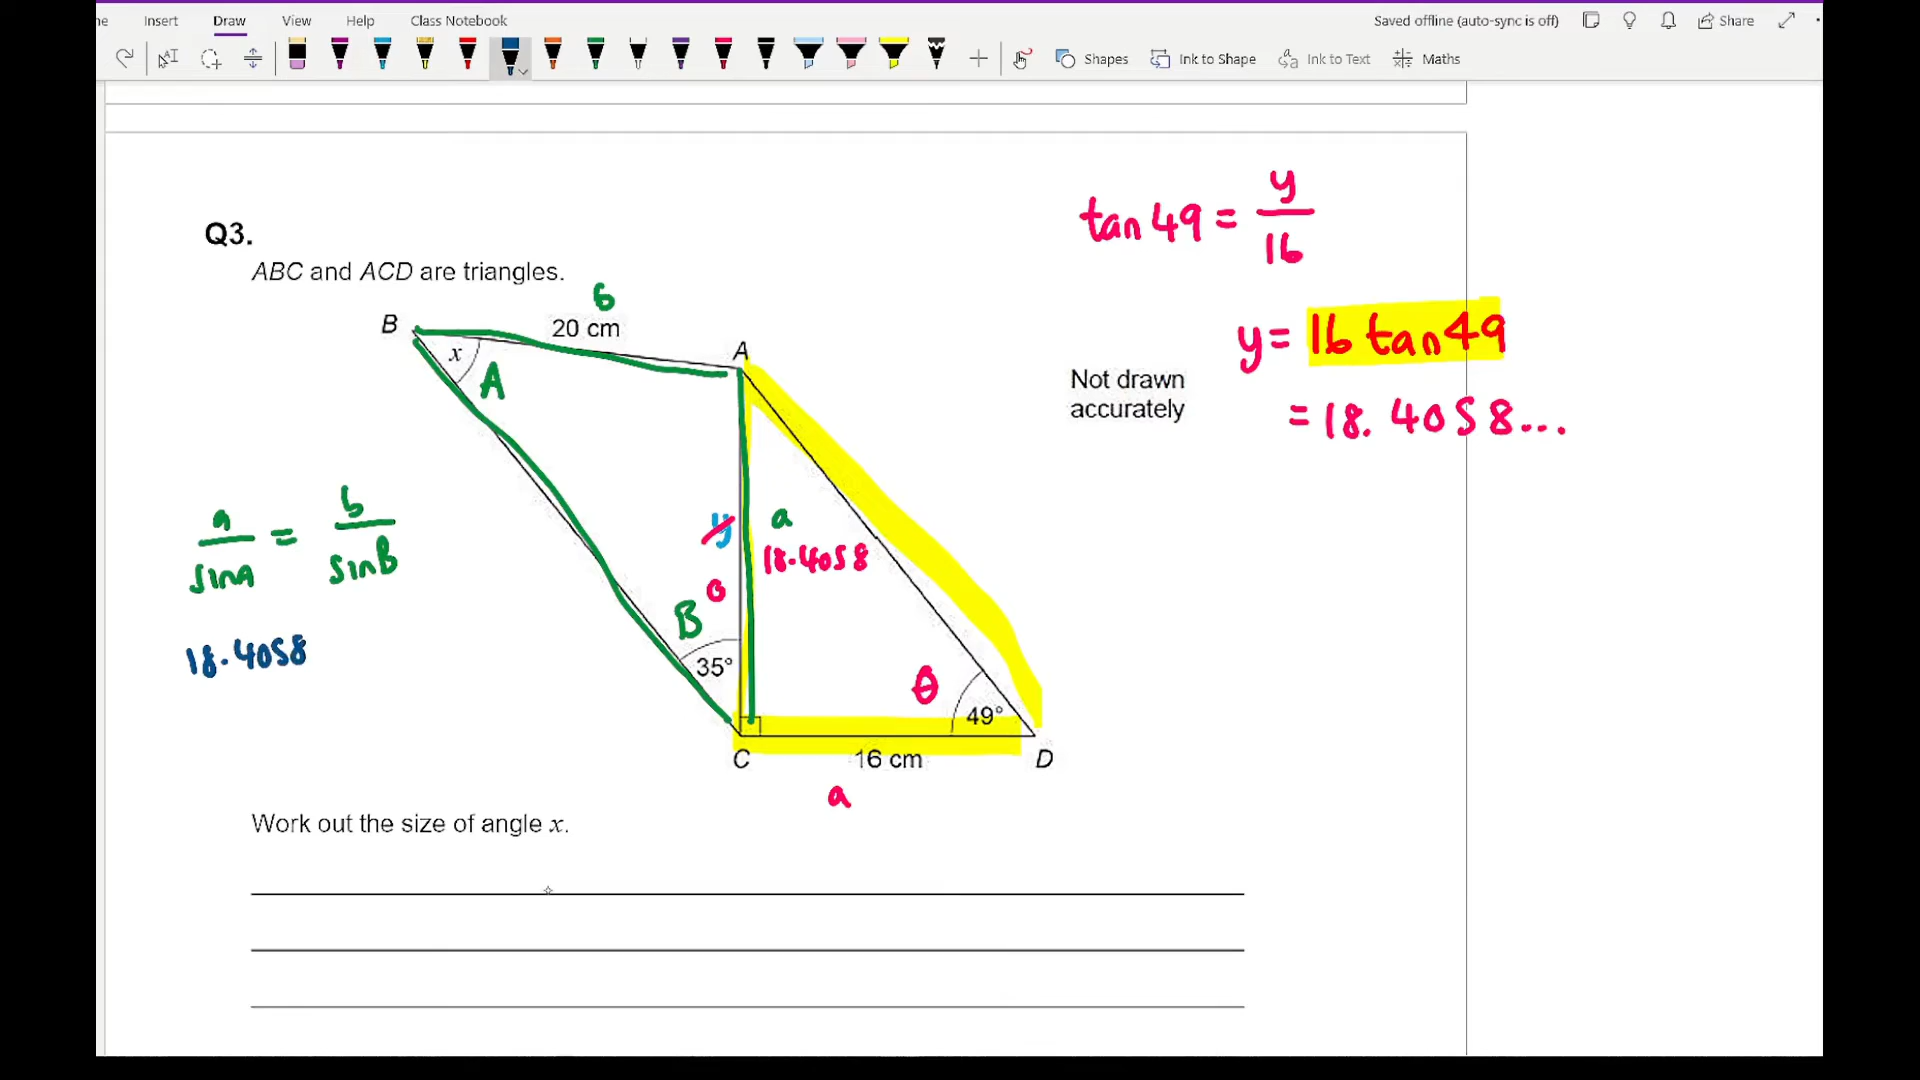 Insert Draw View Help Class Notebook Saved offline (auto-sync is off) Share
Shapes Ink to Shape Ink to Text Maths
tan 49 = y
16
Q3.
ABC and ACD are triangles.
b
B 20 cm
A
x
A
y = 16 tan 49
Not drawn
accurately
= 18.4058...
a = b
sinA sinB
y a
18.4058
o
B
18.4058
35°
θ
49°
C 16 cm D
a
Work out the size of angle x.